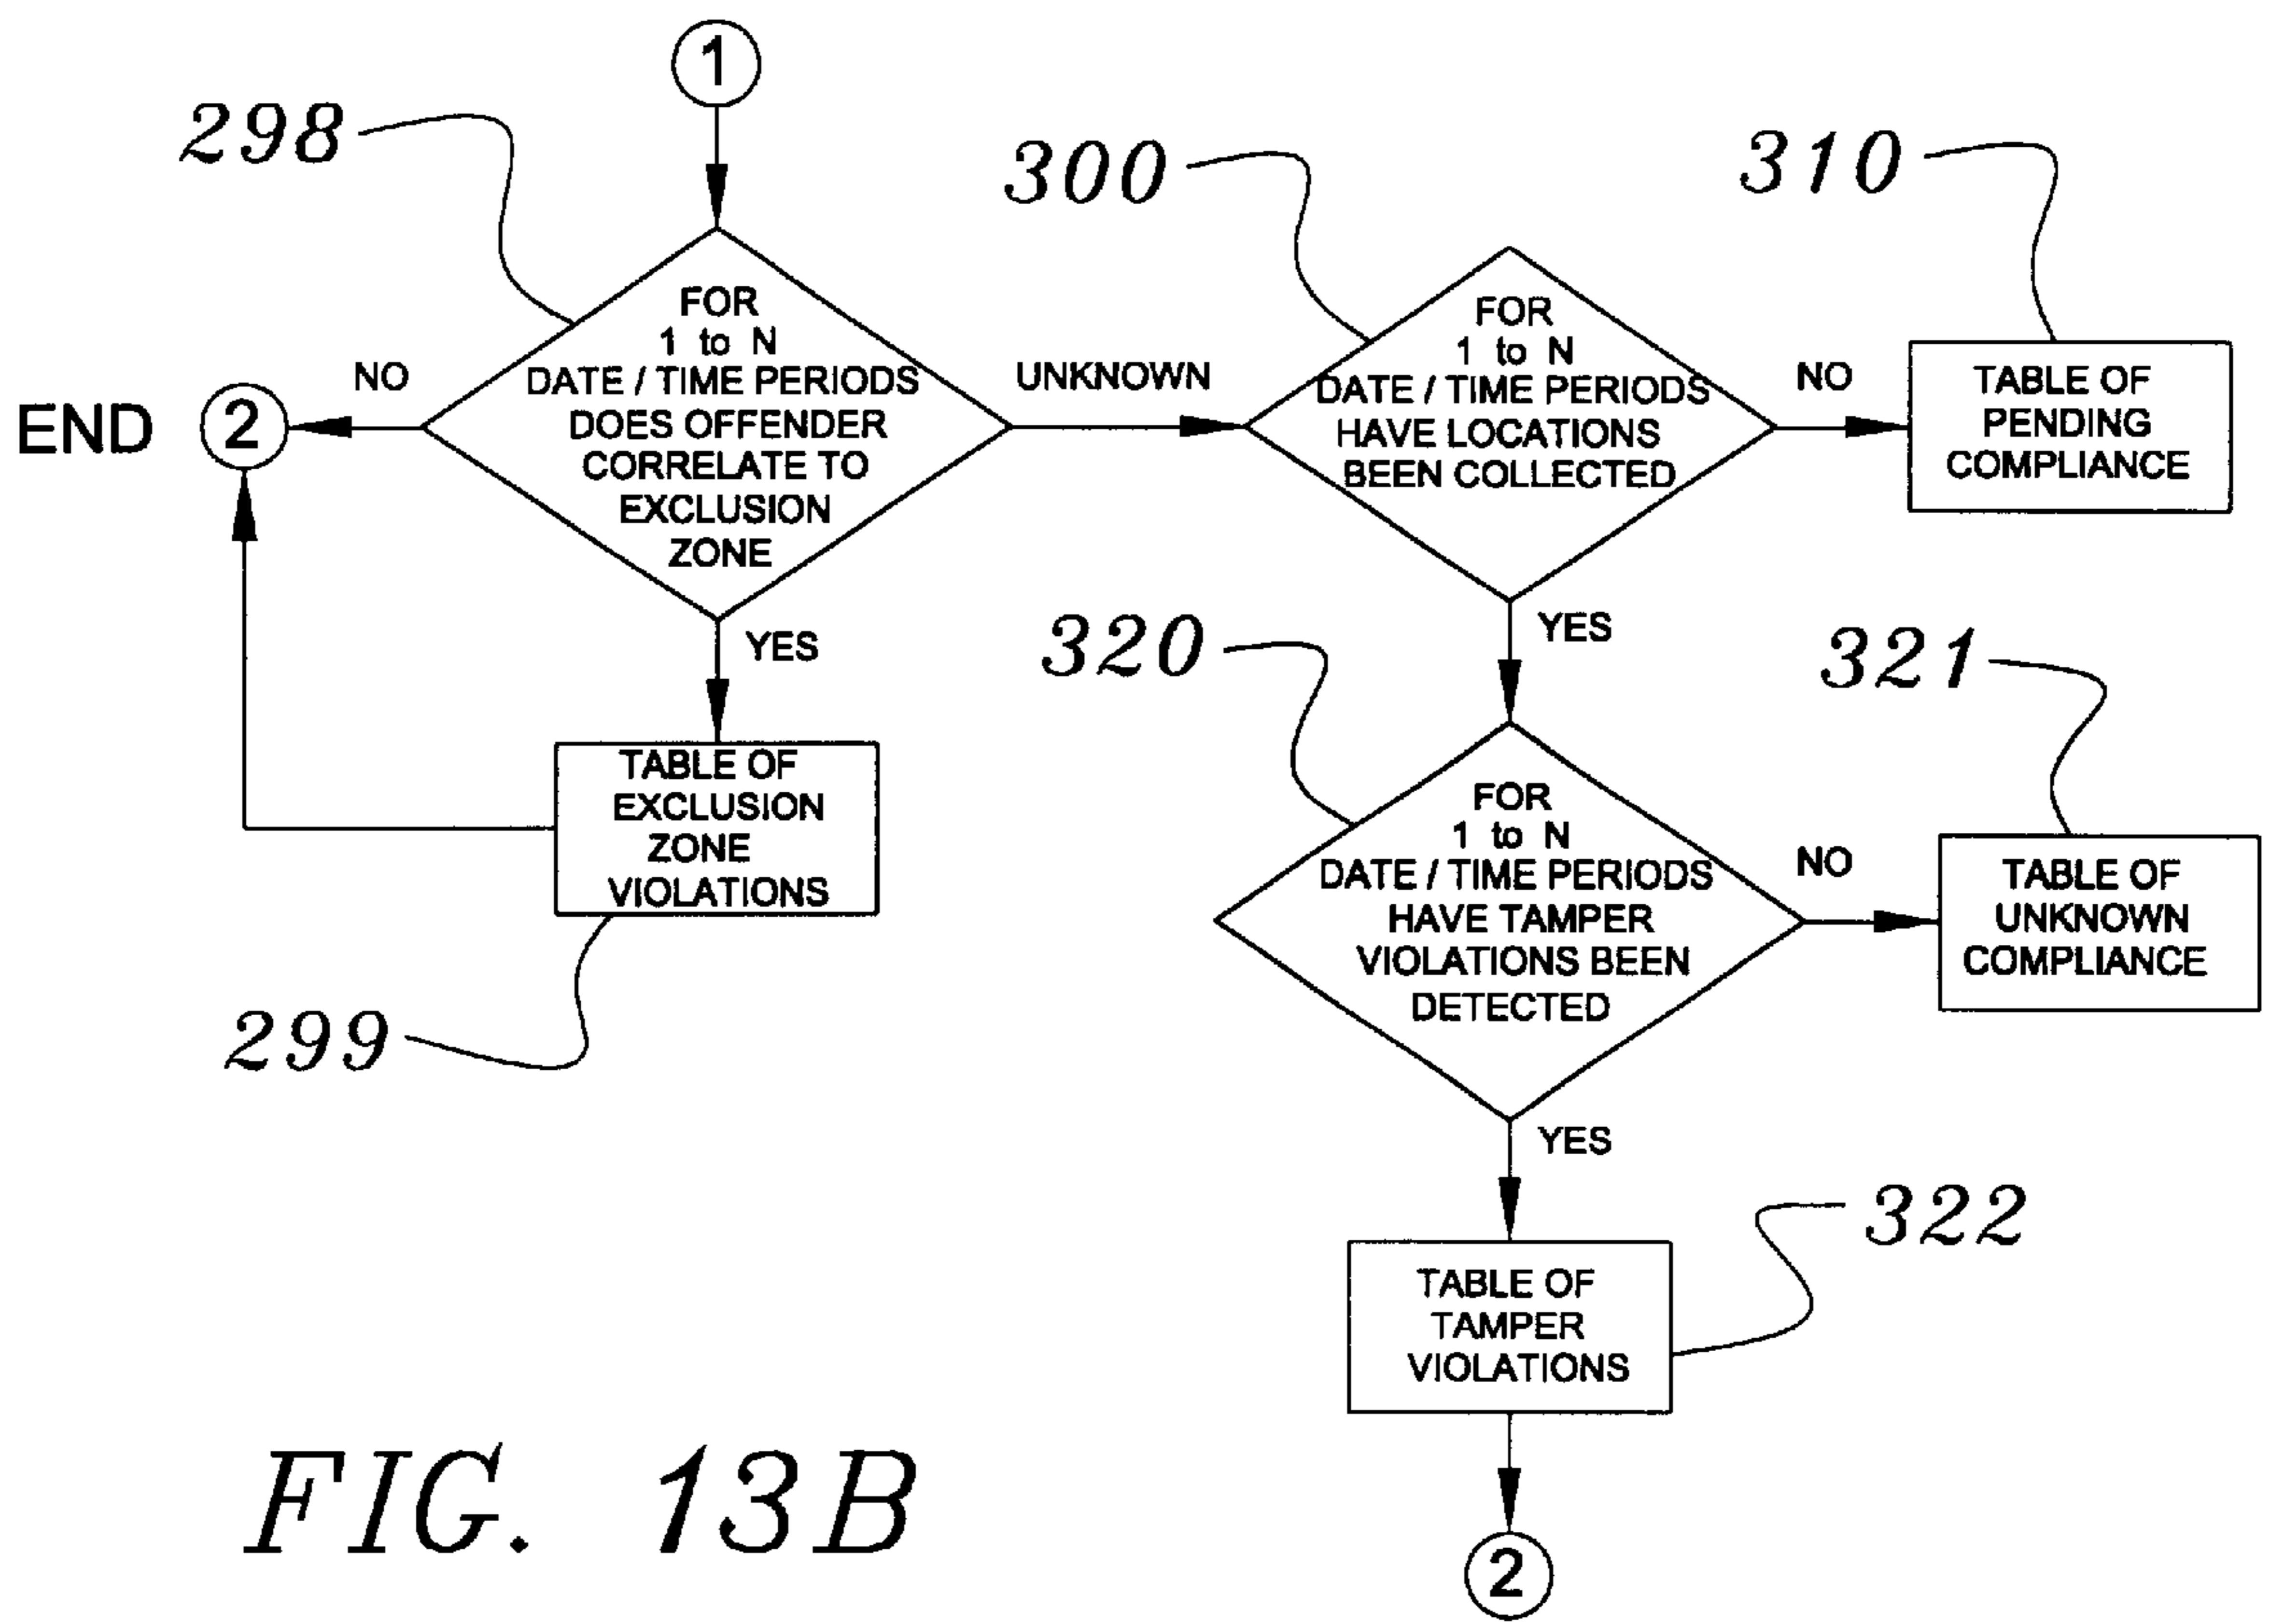 1
298
FOR
1 to N
DATE / TIME PERIODS
DOES OFFENDER
CORRELATE TO
EXCLUSION
ZONE
NO
END
2
UNKNOWN
YES
TABLE OF
EXCLUSION
ZONE
VIOLATIONS
299
300
FOR
1 to N
DATE / TIME PERIODS
HAVE LOCATIONS
BEEN COLLECTED
NO
310
TABLE OF
PENDING
COMPLIANCE
YES
320
FOR
1 to N
DATE / TIME PERIODS
HAVE TAMPER
VIOLATIONS BEEN
DETECTED
NO
321
TABLE OF
UNKNOWN
COMPLIANCE
YES
322
TABLE OF
TAMPER
VIOLATIONS
2
FIG. 13B